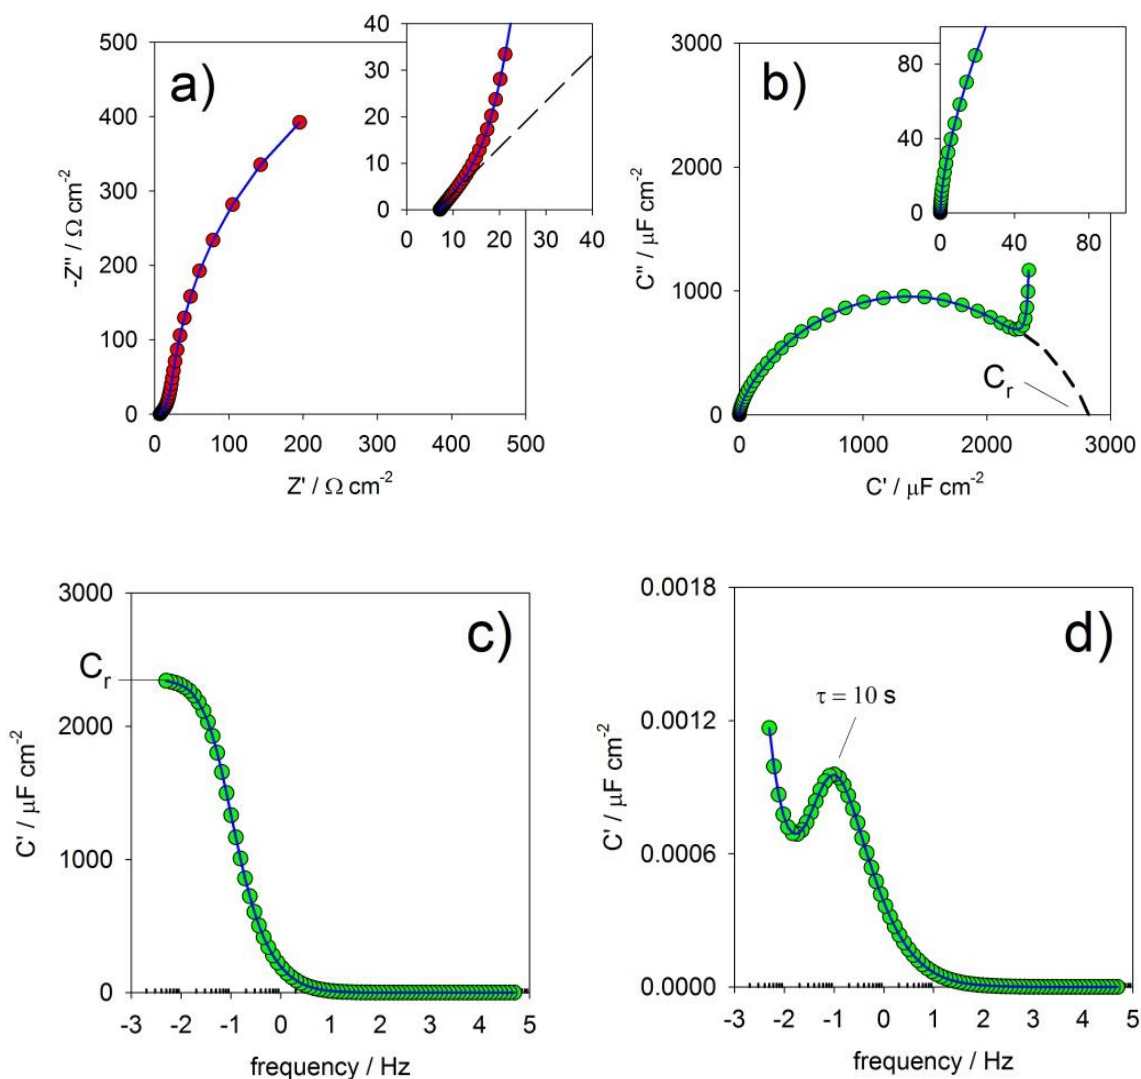 a)
500
400
300
200
100
0
-Z" / Ω cm-2
0 100 200 300 400 500
Z' / Ω cm-2
40
30
20
10
0
0 10 20 30 40
b)
3000
2000
1000
0
C" / μF cm-2
0 1000 2000 3000
C' / μF cm-2
80
40
0
0 40 80
Cr
c)
3000
2000
1000
0
C' / μF cm-2
Cr
-3 -2 -1 0 1 2 3 4 5
frequency / Hz
d)
0.0018
0.0012
0.0006
0.0000
C' / μF cm-2
τ = 10 s
-3 -2 -1 0 1 2 3 4 5
frequency / Hz